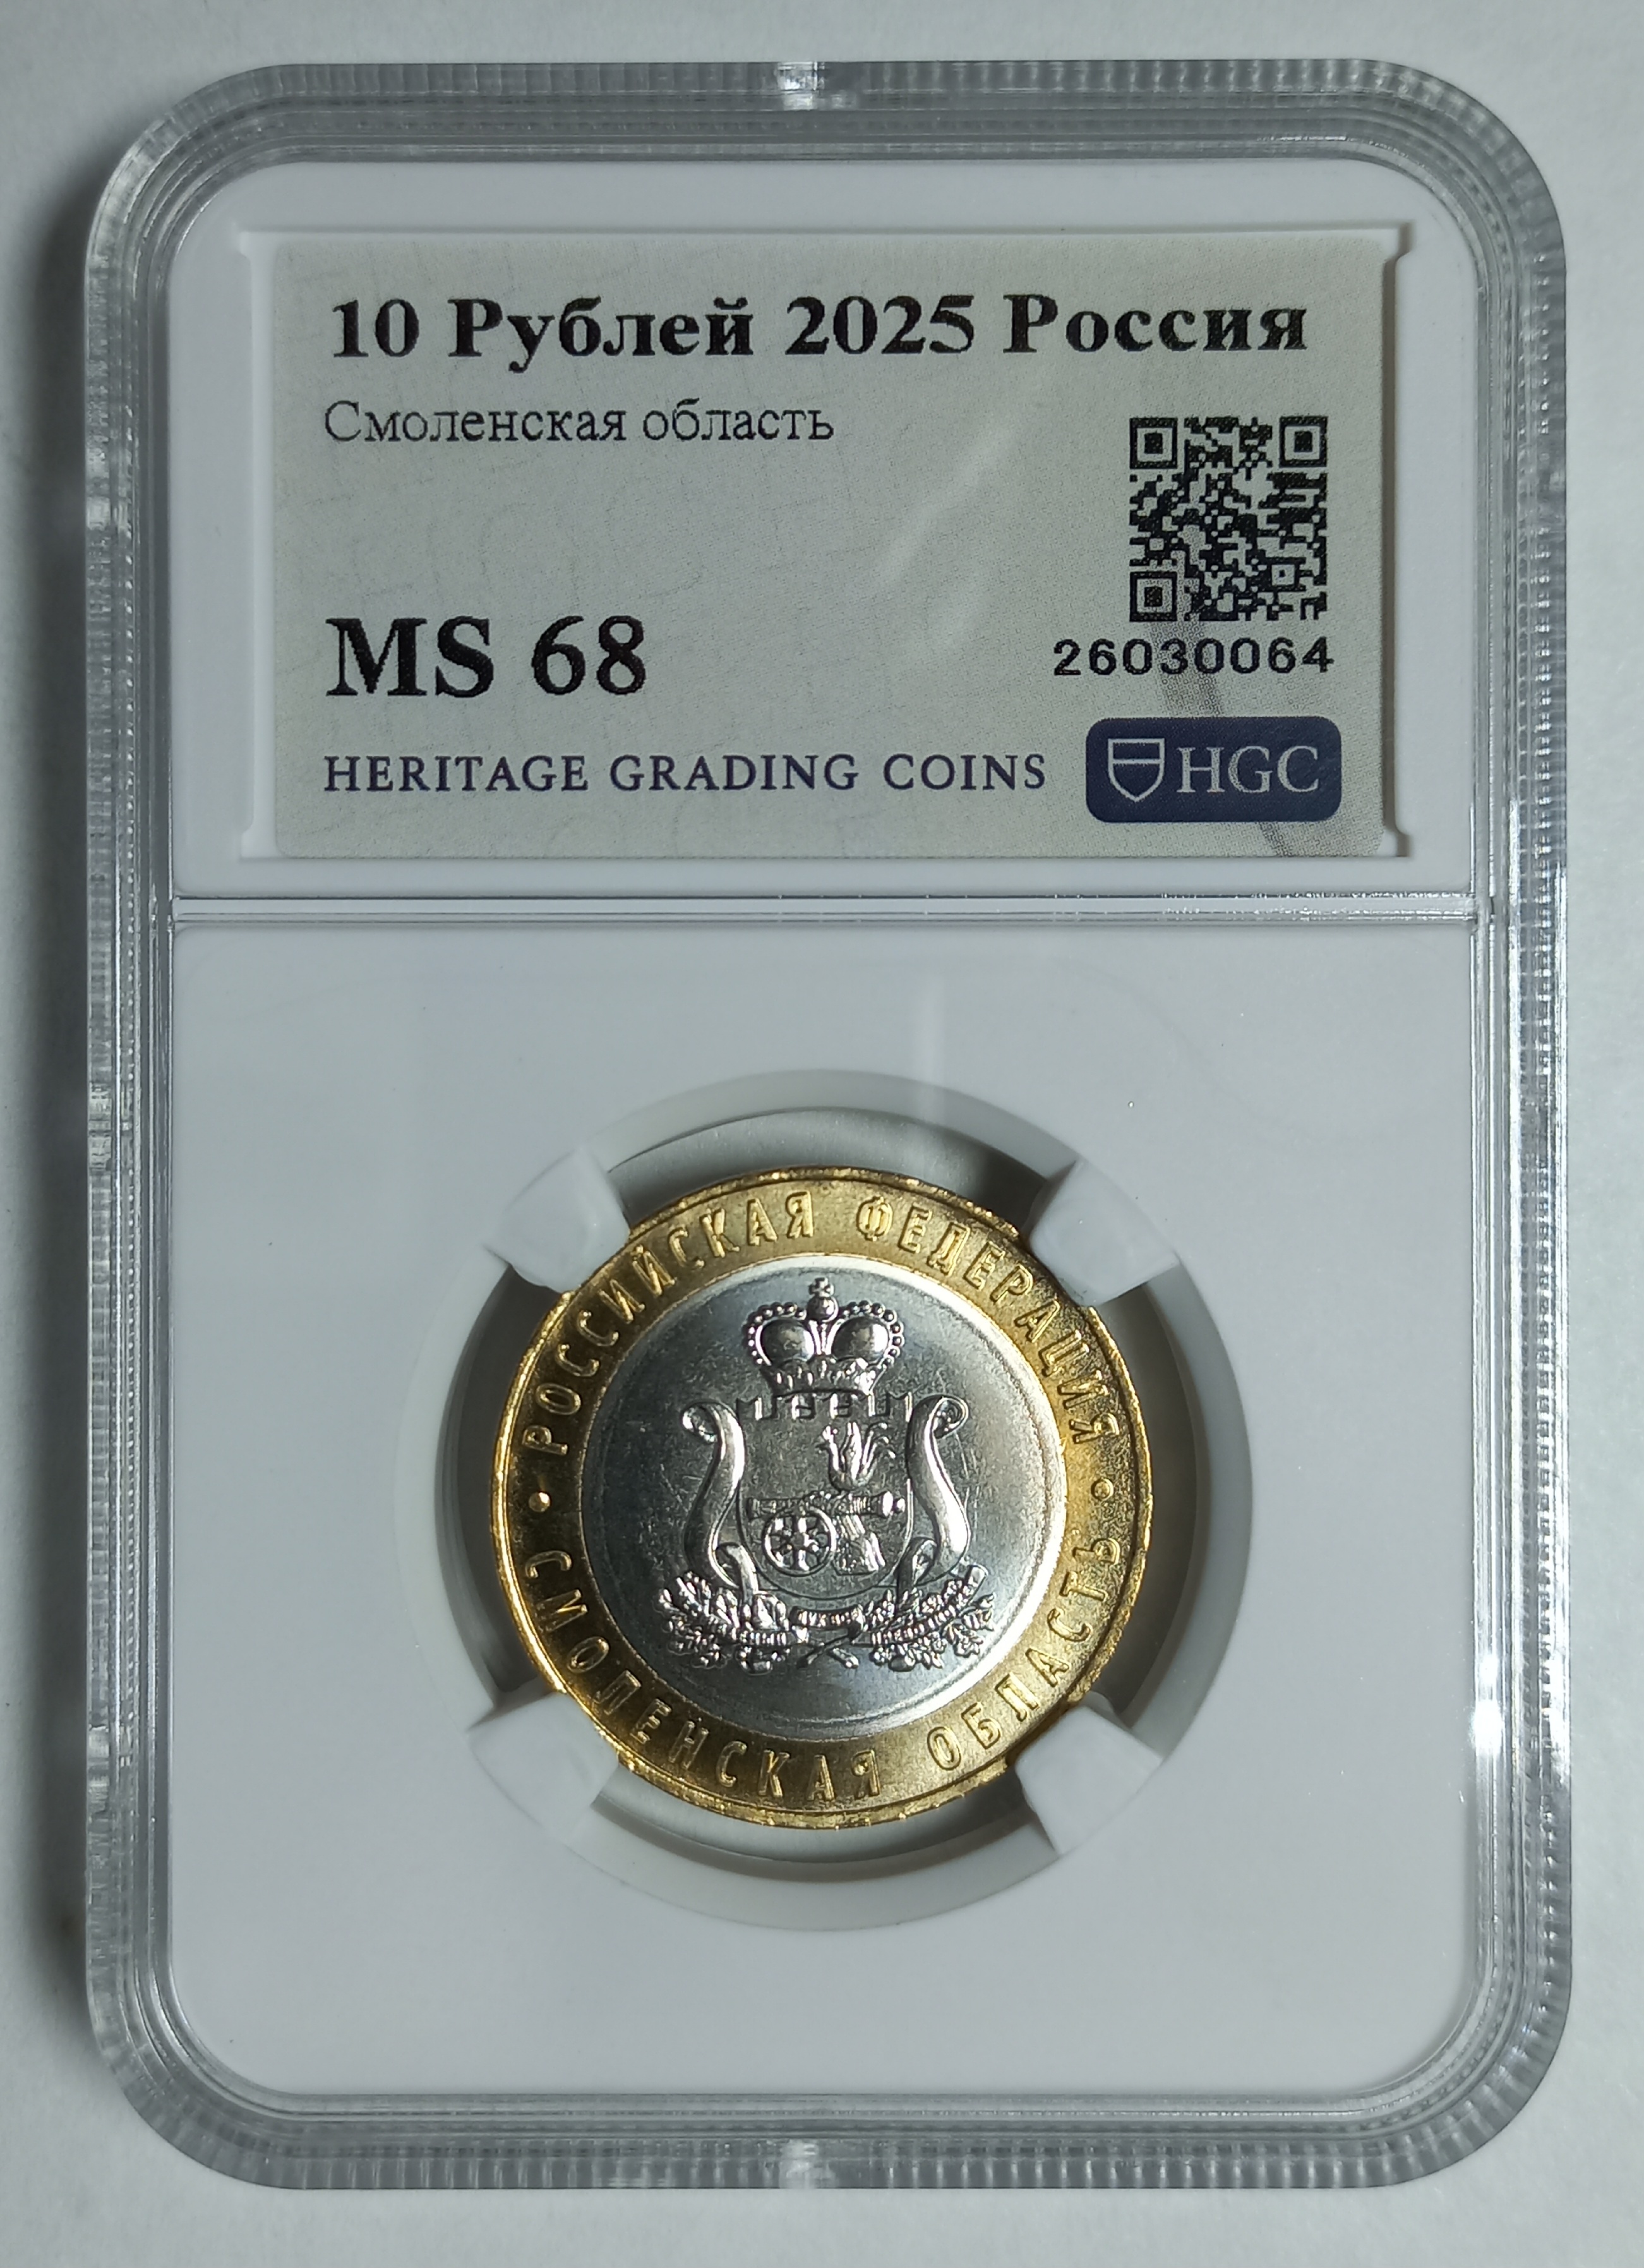 10 Рублей 2025 Россия
Смоленская область
MS 68
26030064
HERITAGE GRADING COINS
HGC
• РОССИЙСКАЯ ФЕДЕРАЦИЯ •
СМОЛЕНСКАЯ ОБЛАСТЬ